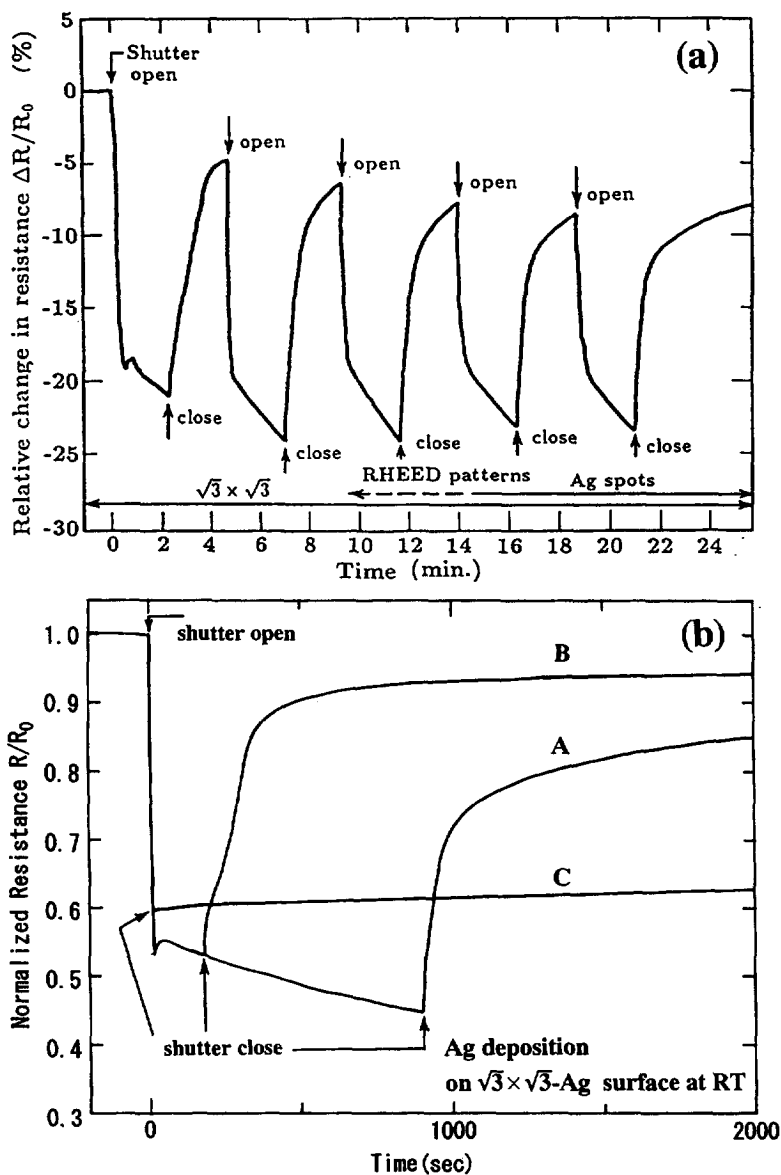 (a)
Relative change in resistance ΔR/R₀ (%)
5
0
-5
-10
-15
-20
-25
-30
Shutter
open
open
open
open
open
close
close
close
close
close
√3 × √3
RHEED patterns
Ag spots
0 2 4 6 8 10 12 14 16 18 20 22 24
Time (min.)
(b)
Normalized Resistance R/R₀
1.0
0.9
0.8
0.7
0.6
0.5
0.4
0.3
shutter open
B
A
C
shutter close
Ag deposition
on √3×√3-Ag surface at RT
0 1000 2000
Time(sec)